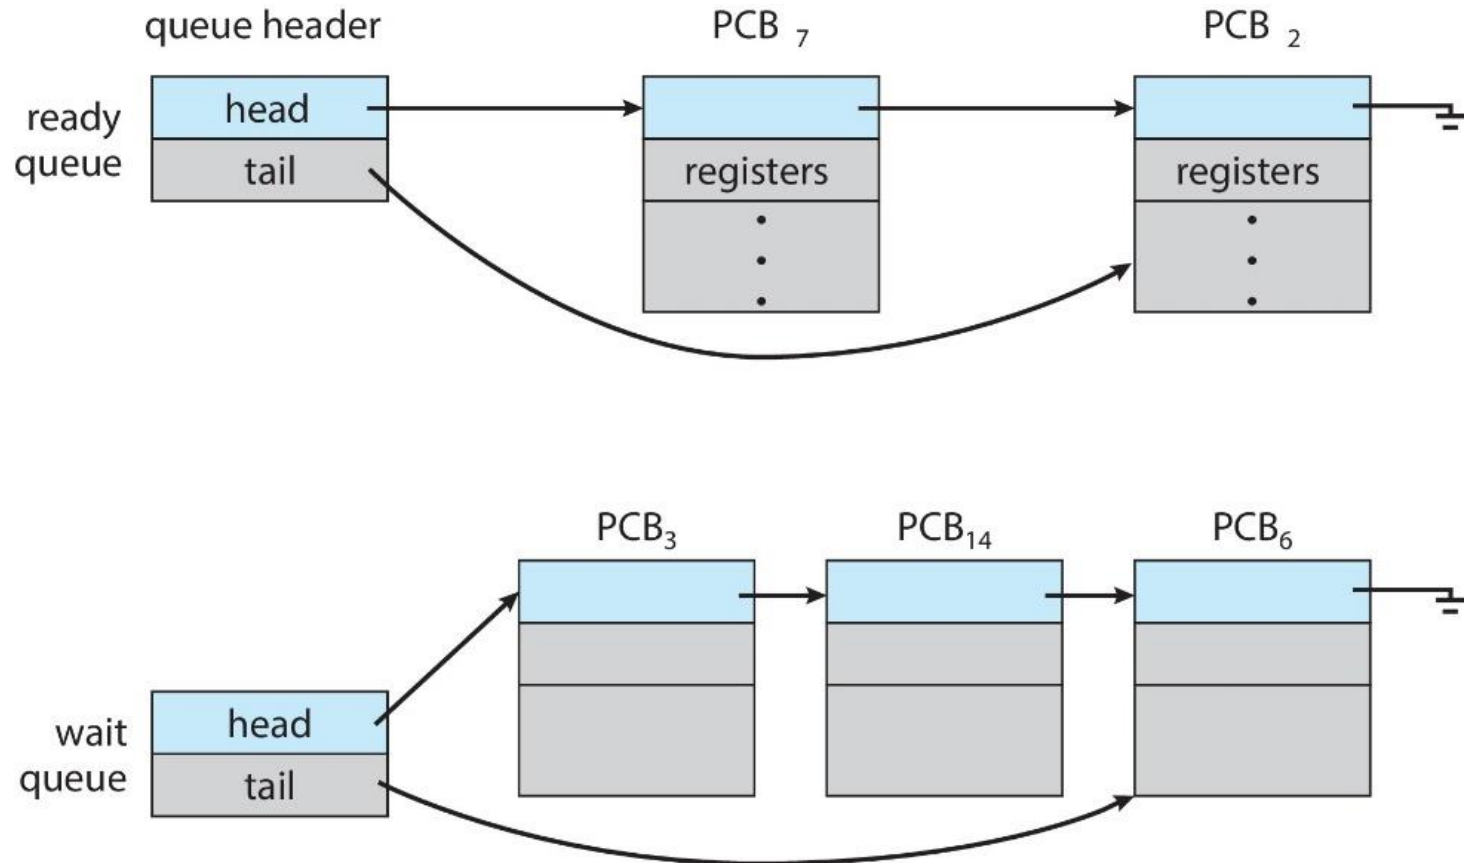 queue header
PCB 7
PCB 2
ready
queue
head
tail
registers
registers
PCB3
PCB14
PCB6
wait
queue
head
tail